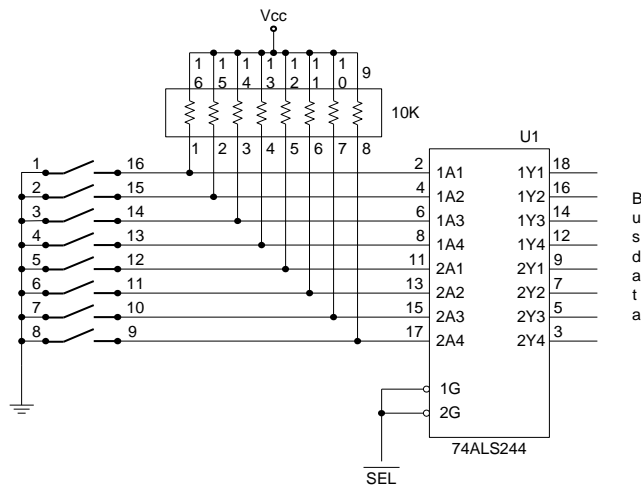 Vcc
1 1 1 1 1 1 1 9
6 5 4 3 2 1 0
10K
1 2 3 4 5 6 7 8
U1
1 16 2 1A1 1Y1 18
2 15 4 1A2 1Y2 16
3 14 6 1A3 1Y3 14
4 13 8 1A4 1Y4 12
5 12 11 2A1 2Y1 9
6 11 13 2A2 2Y2 7
7 10 15 2A3 2Y3 5
8 9 17 2A4 2Y4 3
B
u
s
d
a
t
a
1G
2G
74ALS244
SEL